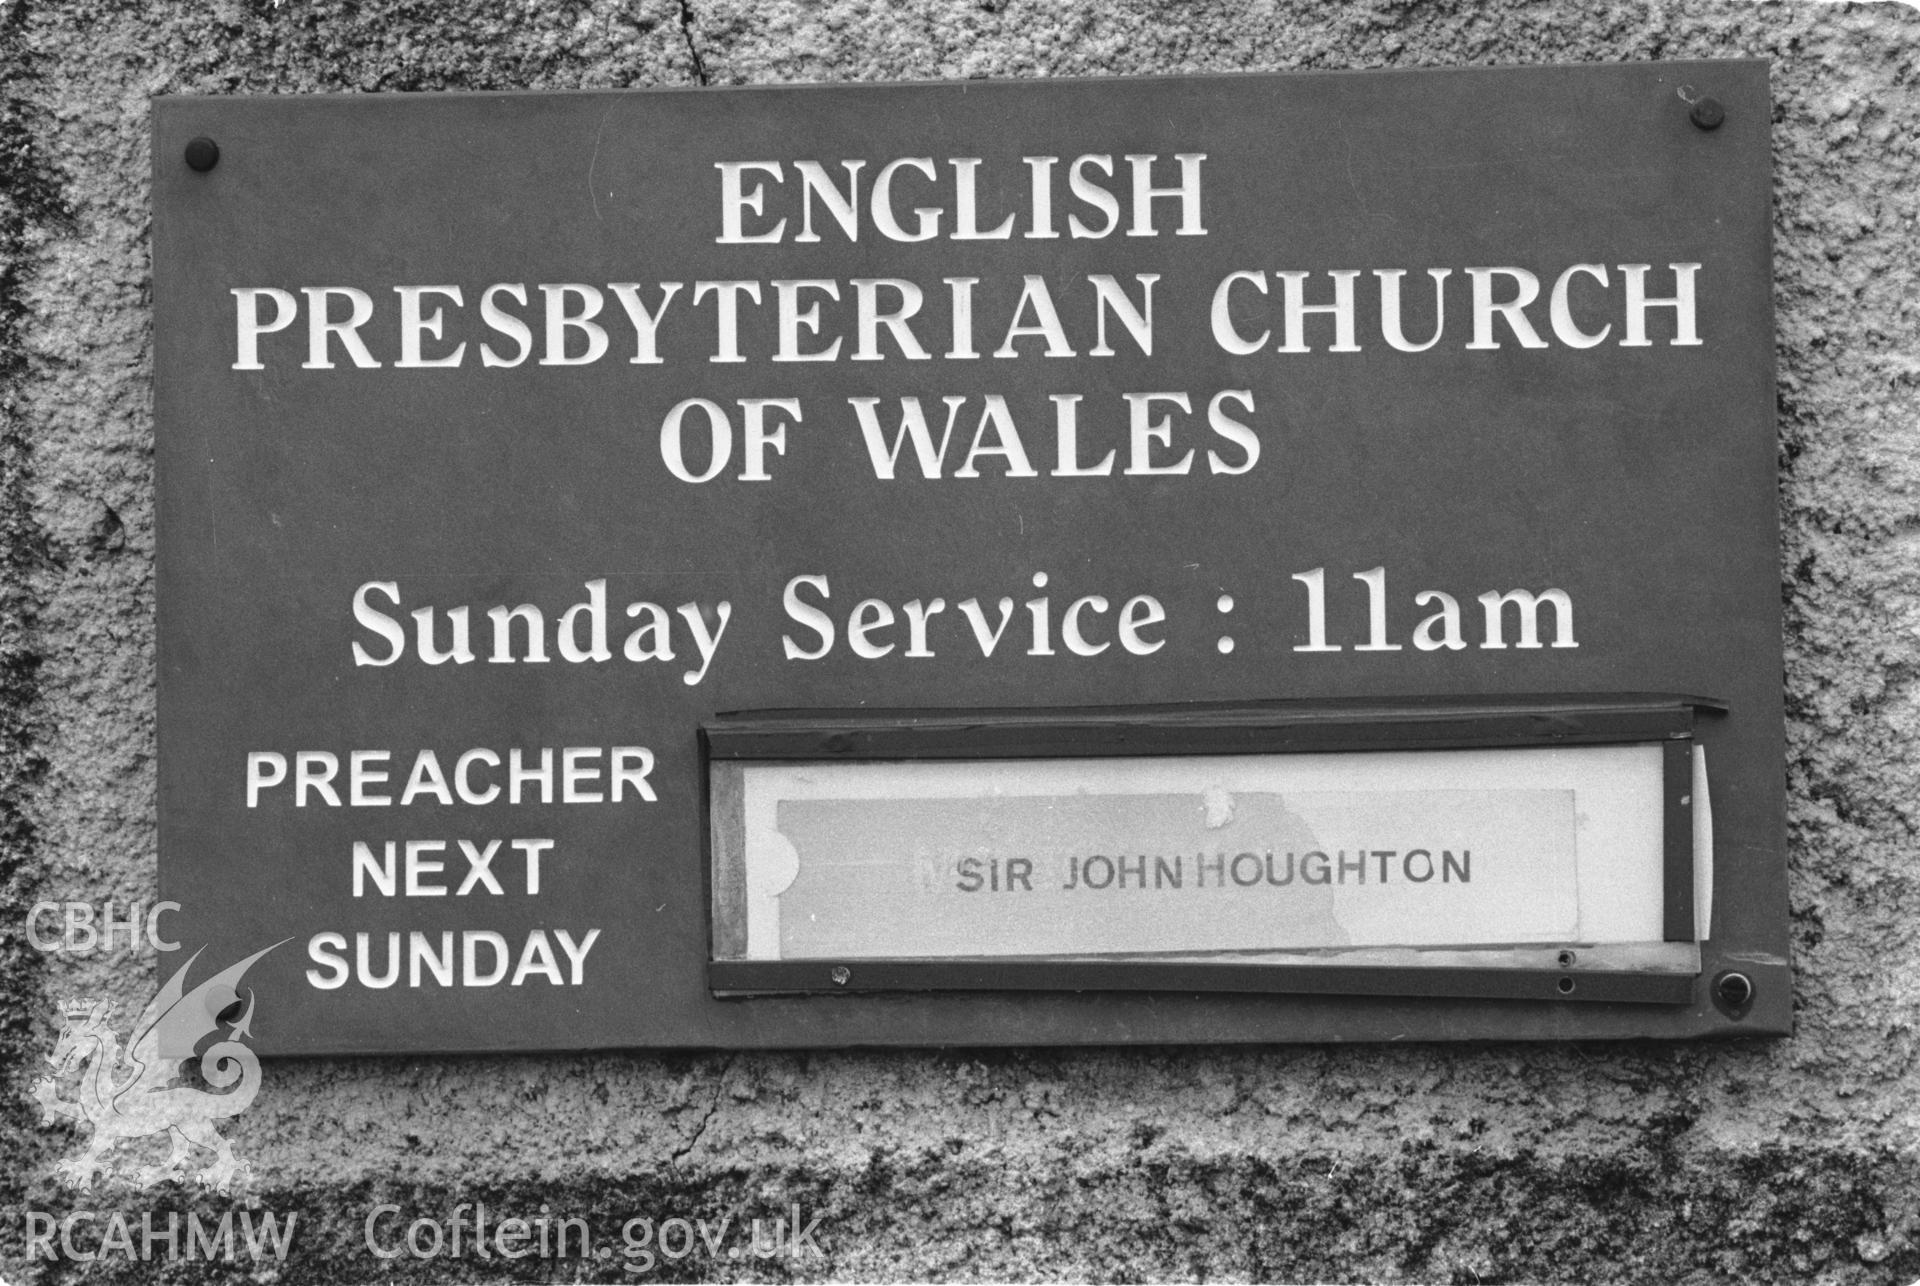 ENGLISH
PRESBYTERIAN CHURCH
OF WALES
Sunday Service : 11am
PREACHER
NEXT
SUNDAY
SIR JOHN HOUGHTON
CBHC
RCAHMW
Coflein.gov.uk